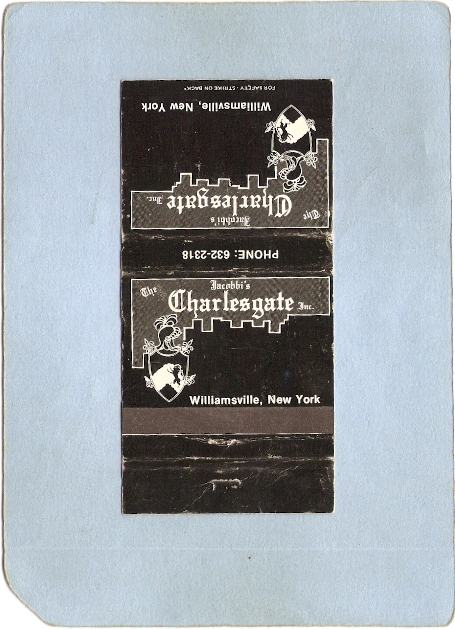 FOR SAFETY - STRIKE ON BACK
Williamsville, New York
The
Jacobbi's
Charlesgate Inc.
PHONE: 632-2318
The
Jacobbi's
Charlesgate Inc.
Williamsville, New York